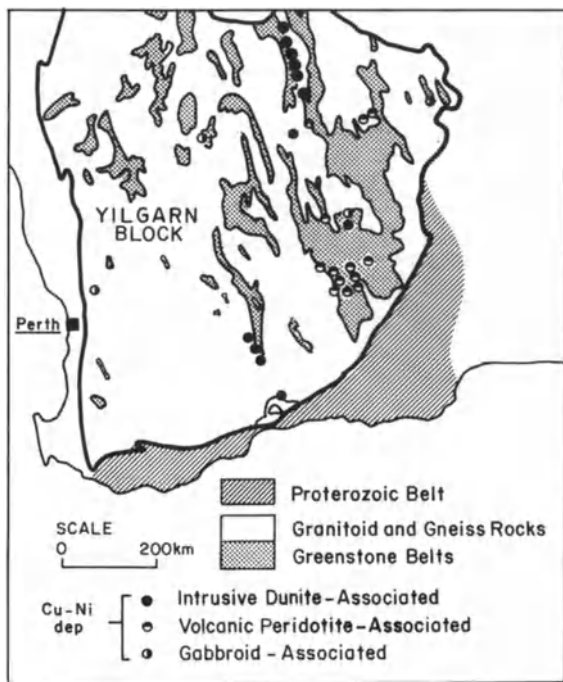 YILGARN
BLOCK
Perth
Proterozoic Belt
SCALE
0 200km
Granitoid and Gneiss Rocks
Greenstone Belts
Cu-Ni
dep
Intrusive Dunite-Associated
Volcanic Peridotite-Associated
Gabbroid-Associated